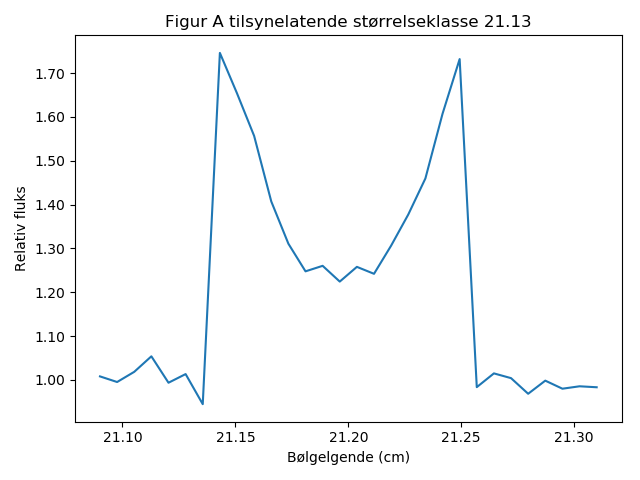 Figur A tilsynelatende størrelseklasse 21.13
1.70
1.60
1.50
1.40
1.30
1.20
1.10
1.00
Relativ fluks
21.10 21.15 21.20 21.25 21.30
Bølgelgende (cm)